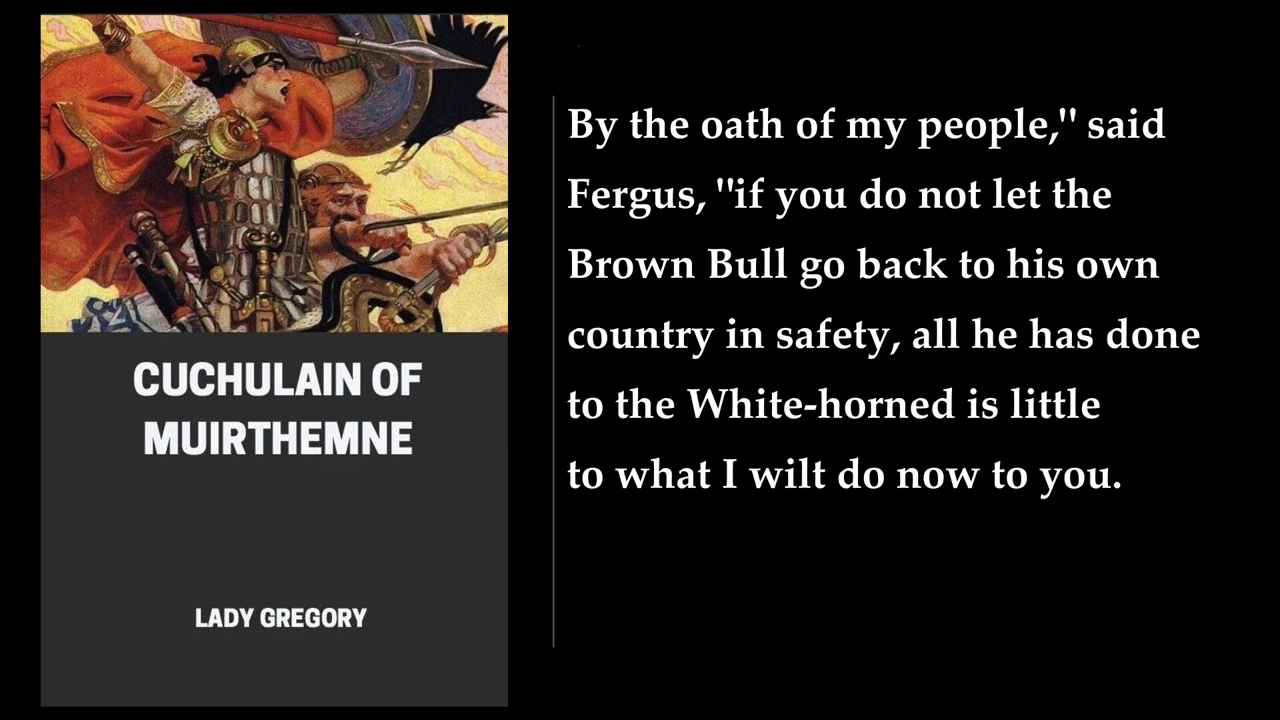 CUCHULAIN OF
MUIRTHEMNE
LADY GREGORY
By the oath of my people," said
Fergus, "if you do not let the
Brown Bull go back to his own
country in safety, all he has done
to the White-horned is little
to what I wilt do now to you.